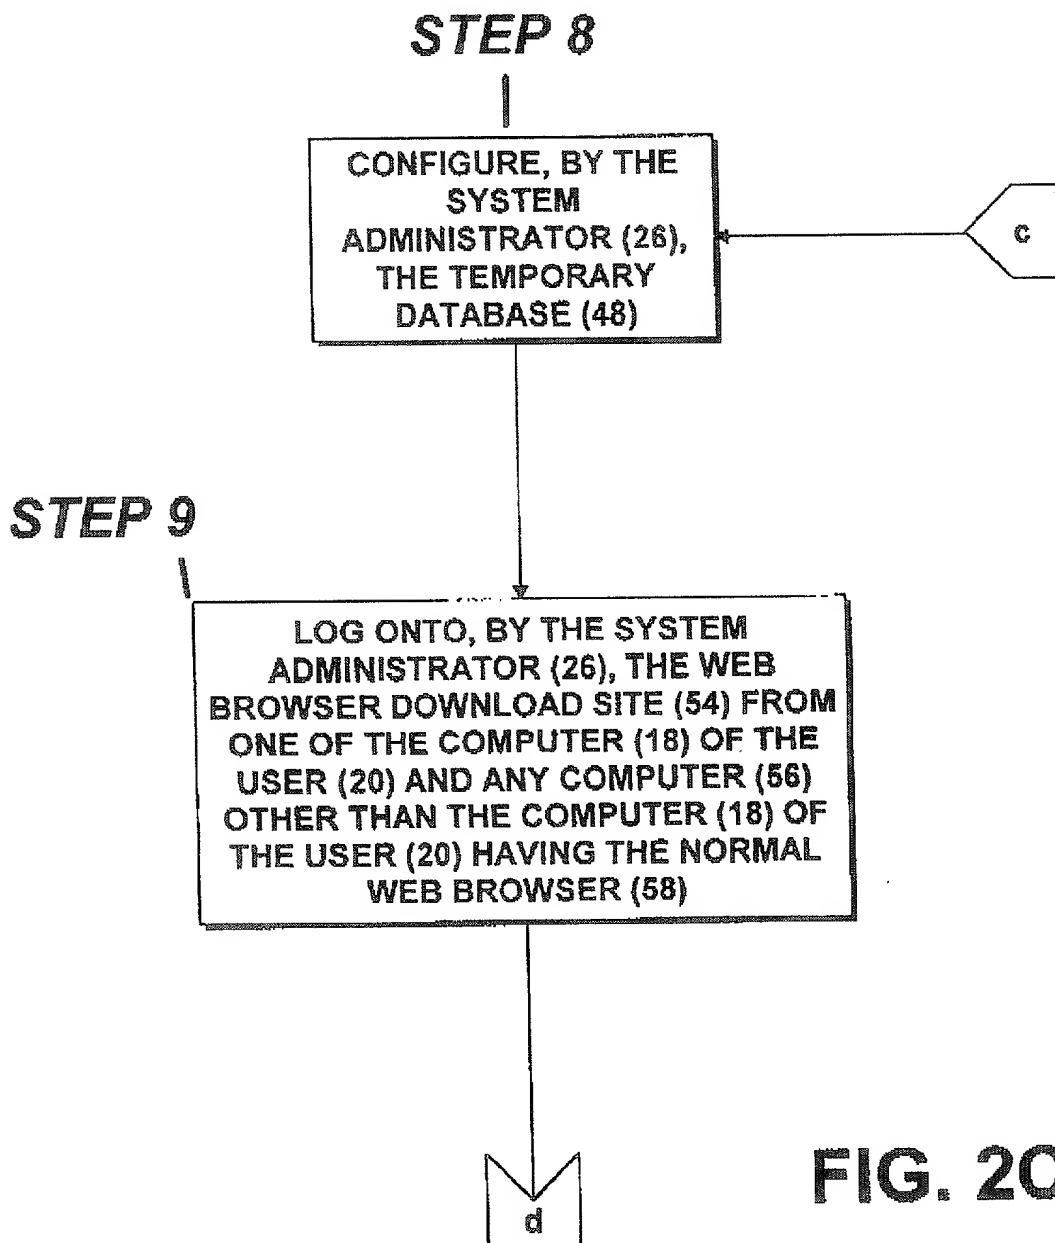 STEP 8
CONFIGURE, BY THE
SYSTEM
ADMINISTRATOR (26),
THE TEMPORARY
DATABASE (48)
c
STEP 9
LOG ONTO, BY THE SYSTEM
ADMINISTRATOR (26), THE WEB
BROWSER DOWNLOAD SITE (54) FROM
ONE OF THE COMPUTER (18) OF THE
USER (20) AND ANY COMPUTER (56)
OTHER THAN THE COMPUTER (18) OF
THE USER (20) HAVING THE NORMAL
WEB BROWSER (58)
d
FIG. 2C